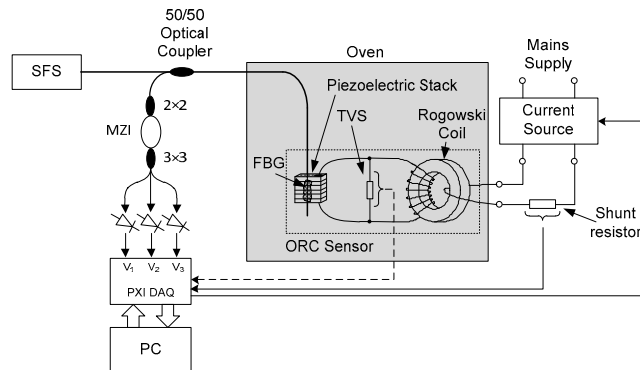 50/50
Optical
Coupler
SFS
Oven
Mains
Supply
Piezoelectric Stack
2×2
TVS
Rogowski
Coil
Current
Source
MZI
3×3
FBG
Shunt
resistor
ORC Sensor
V1 V2 V3
PXI DAQ
PC